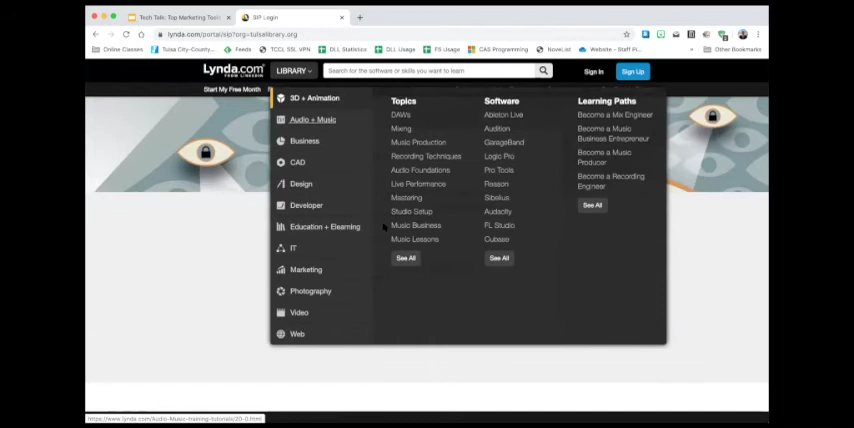 Tech Talk: Top Marketing Tools
SIP Login
lynda.com/portal/sip?org=tulsalibrary.org
Online Classes
Tulsa City-County...
Feeds
TCCL SSL VPN
DLL Statistics
DLL Usage
FS Usage
CAS Programming
NoveList
Website - Staff Fi...
Other Bookmarks
Lynda.com
FROM LINKEDIN
LIBRARY
Search for the software or skills you want to learn
Sign In
Sign Up
Start My Free Month
3D + Animation
Audio + Music
Business
CAD
Design
Developer
Education + Elearning
IT
Marketing
Photography
Video
Web
Topics
DAWs
Mixing
Music Production
Recording Techniques
Audio Foundations
Live Performance
Mastering
Studio Setup
Music Business
Music Lessons
See All
Software
Ableton Live
Audition
GarageBand
Logic Pro
Pro Tools
Reason
Sibelius
Audacity
FL Studio
Cubase
See All
Learning Paths
Become a Mix Engineer
Become a Music
Business Entrepreneur
Become a Music
Producer
Become a Recording
Engineer
See All
https://www.lynda.com/Audio-Music-training-tutorials/20-0.html